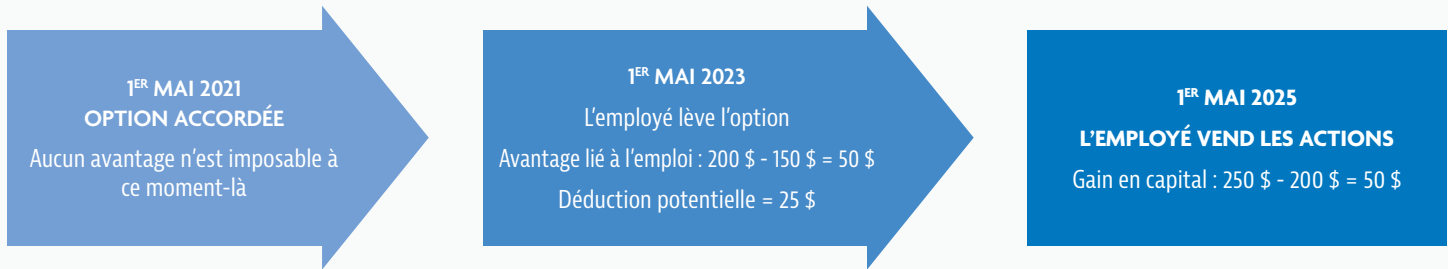 1ER MAI 2021
OPTION ACCORDÉE
Aucun avantage n'est imposable à
ce moment-là
1ER MAI 2023
L'employé lève l'option
Avantage lié à l'emploi : 200 $ - 150 $ = 50 $
Déduction potentielle = 25 $
1ER MAI 2025
L'EMPLOYÉ VEND LES ACTIONS
Gain en capital : 250 $ - 200 $ = 50 $